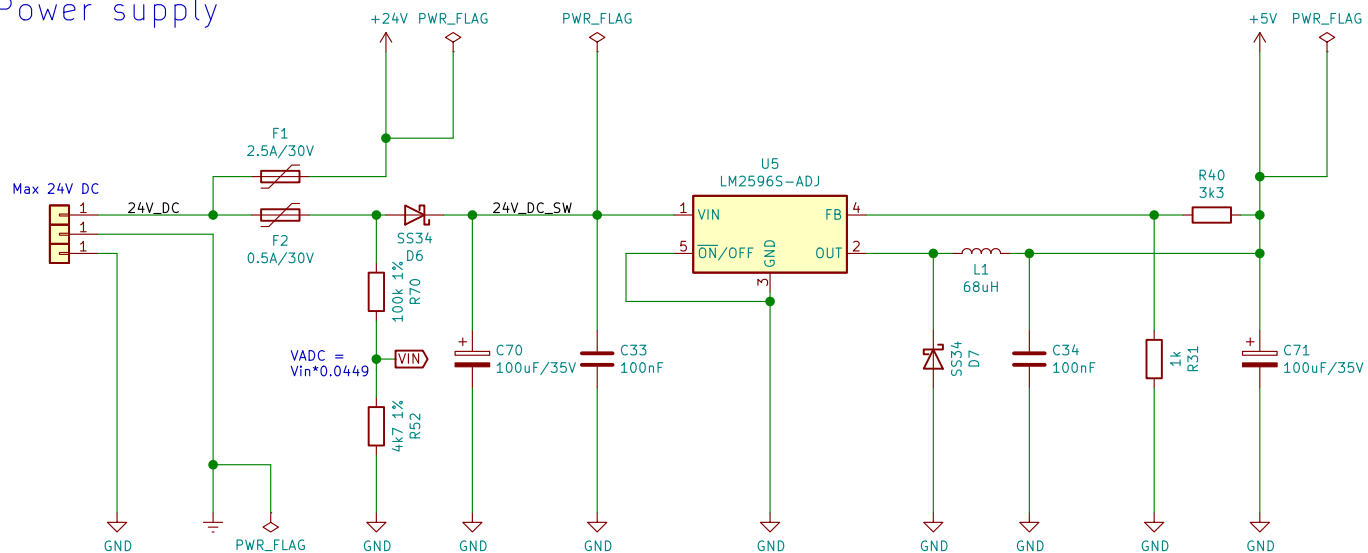 Power supply
+24V PWR_FLAG
PWR_FLAG
+5V PWR_FLAG
F1
2.5A/30V
Max 24V DC
1
1
1
24V_DC
F2
0.5A/30V
SS34
D6
24V_DC_SW
100k 1%
R70
VADC =
Vin*0.0449
VIN
4k7 1%
R52
C70
100uF/35V
C33
100nF
U5
LM2596S-ADJ
1
VIN
5
ON/OFF
GND
3
FB
4
OUT
2
R40
3k3
L1
68uH
SS34
D7
C34
100nF
1k
R31
C71
100uF/35V
GND
PWR_FLAG
GND
GND
GND
GND
GND
GND
GND
GND